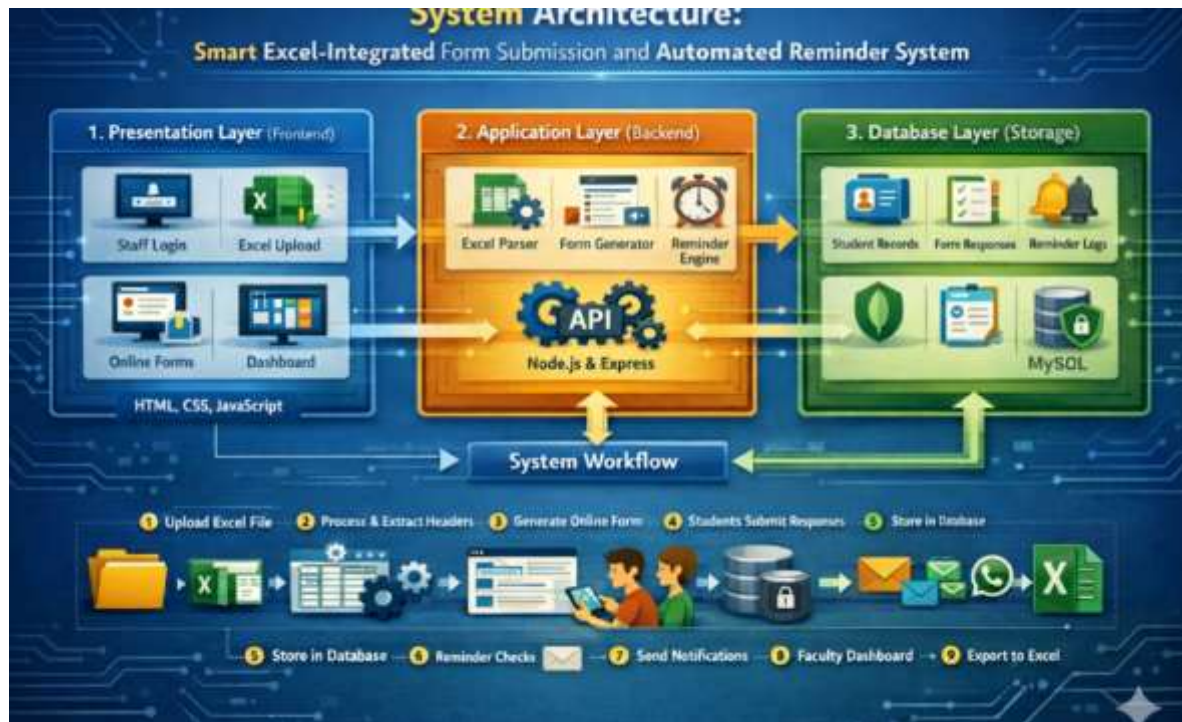 System Architecture:
Smart Excel-Integrated Form Submission and Automated Reminder System
1. Presentation Layer (Frontend)
Staff Login
X
Excel Upload
Online Forms
Dashboard
HTML, CSS, JavaScript
2. Application Layer (Backend)
Excel Parser
Form Generator
Reminder
Engine
API
Node.js & Express
3. Database Layer (Storage)
Student Records
Form Responses
Reminder Logs
MySQL
System Workflow
1 Upload Excel File
2 Process & Extract Headers
3 Generate Online Form
4 Students Submit Responses
5 Store in Database
X
X
5 Store in Database
6 Reminder Checks
7 Send Notifications
8 Faculty Dashboard
9 Export to Excel